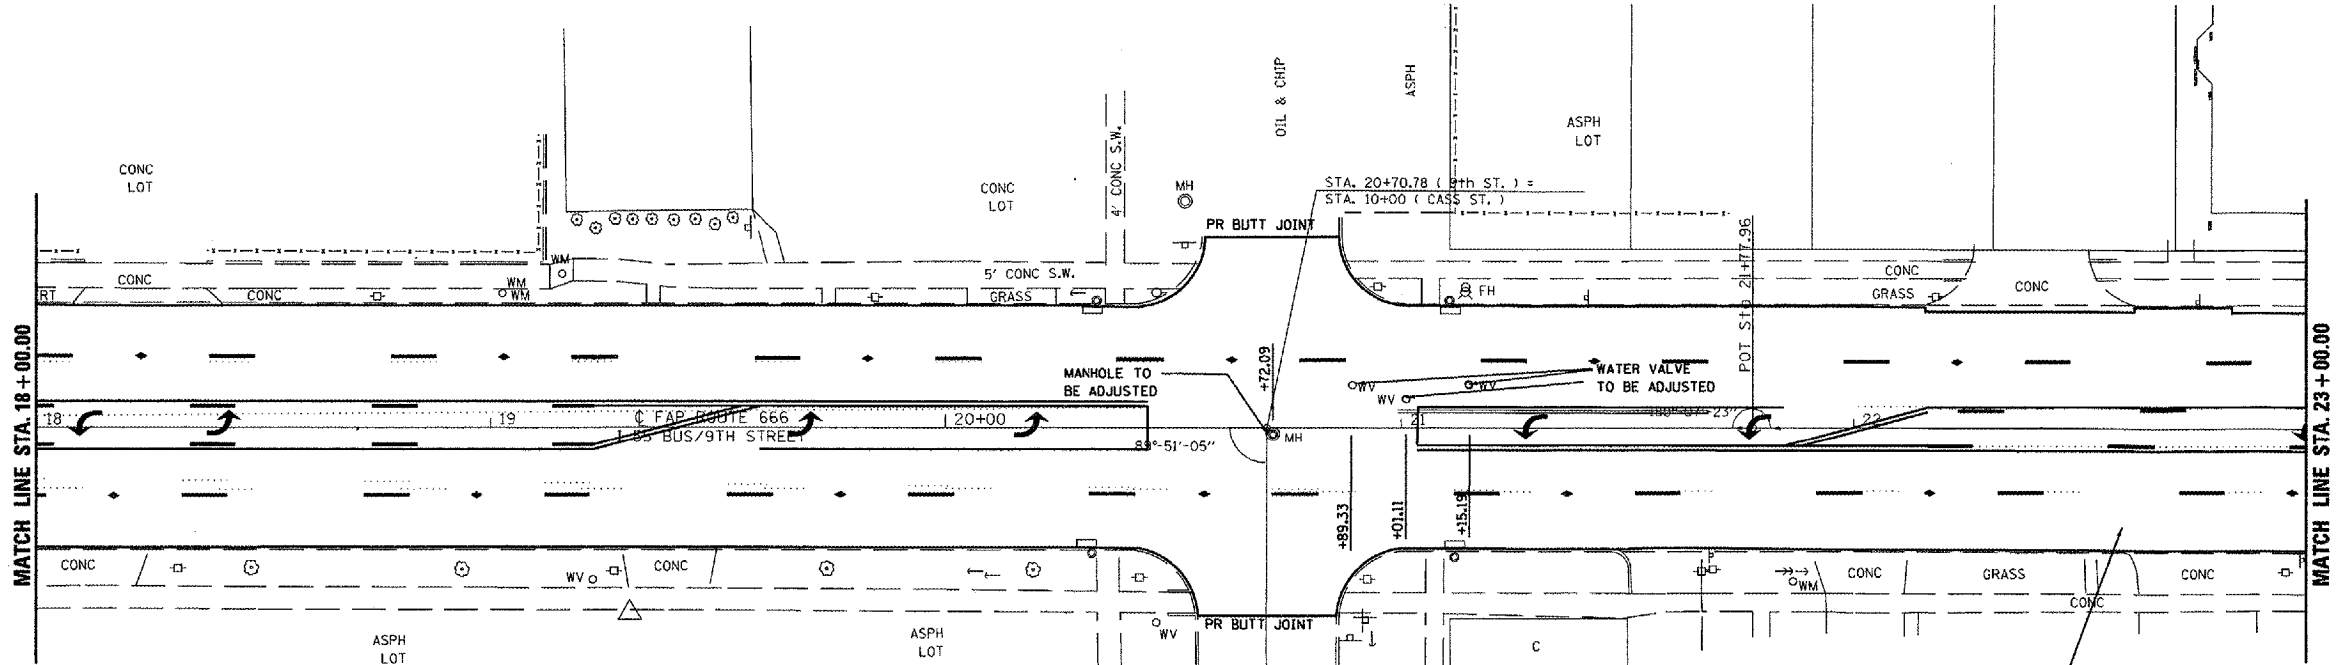 MATCH LINE STA. 18+00.00
CONC
LOT
CONC
RT
CONC
WM
WM
WM
CONC
LOT
5' CONC S.W.
GRASS
4' CONC S.W.
MH
OIL & CHIP
ASPH
ASPH
LOT
STA. 20+70.78 ( 9th ST. ) =
STA. 10+00 ( CASS ST. )
PR BUTT JOINT
FH
POT Sta 21+77.96
CONC
GRASS
CONC
MANHOLE TO
BE ADJUSTED
+72.09
WV
WV
WV
WATER VALVE
TO BE ADJUSTED
18
19
℄ FAP ROUTE 666
I-55 BUS/9TH STREET
20+00
89°-51'-05"
MH
21
180°-07'-23"
22
+89.33
+01.11
+15.19
CONC
WV
CONC
WM
CONC
GRASS
CONC
CONC
ASPH
LOT
ASPH
LOT
WV
PR BUTT JOINT
C
MATCH LINE STA. 23+00.00